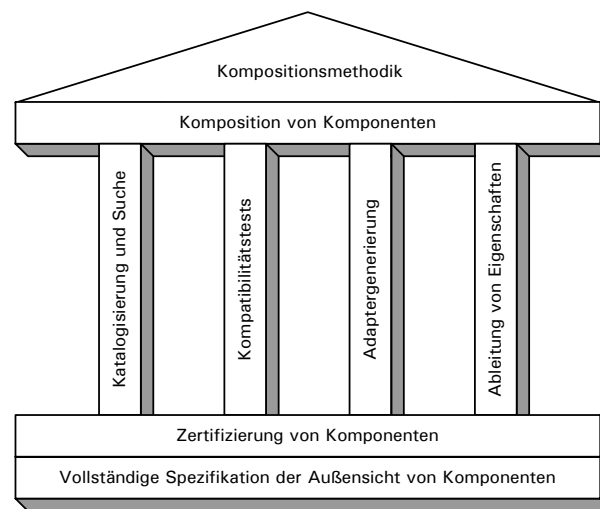 Kompositionsmethodik
Komposition von Komponenten
Katalogisierung und Suche
Kompatibilitätstests
Adaptergenerierung
Ableitung von Eigenschaften
Zertifizierung von Komponenten
Vollständige Spezifikation der Außensicht von Komponenten